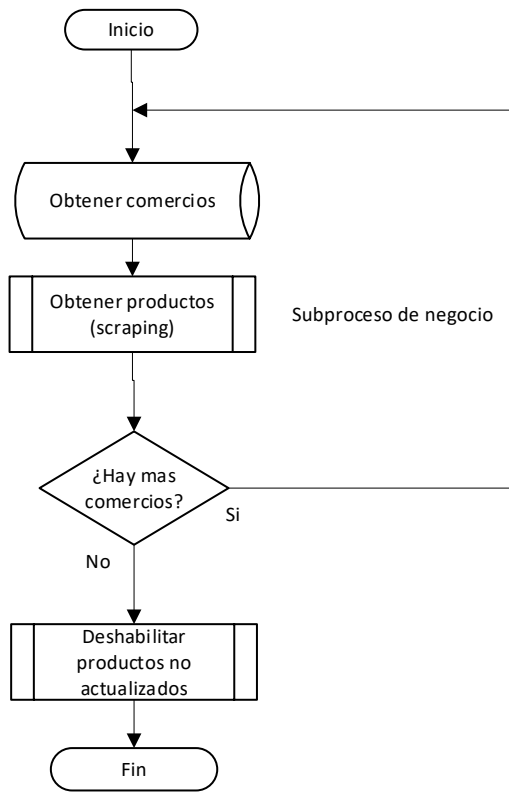 Inicio
Obtener comercios
Obtener productos
(scraping)
Subproceso de negocio
¿Hay mas
comercios?
Si
No
Deshabilitar
productos no
actualizados
Fin